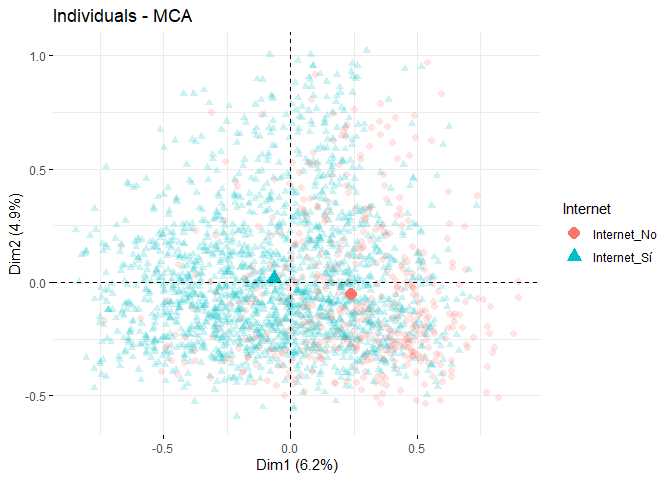 Individuals - MCA
1.0
0.5
0.0
-0.5
Dim2 (4.9%)
-0.5
0.0
0.5
Dim1 (6.2%)
Internet
Internet_No
Internet_Sí